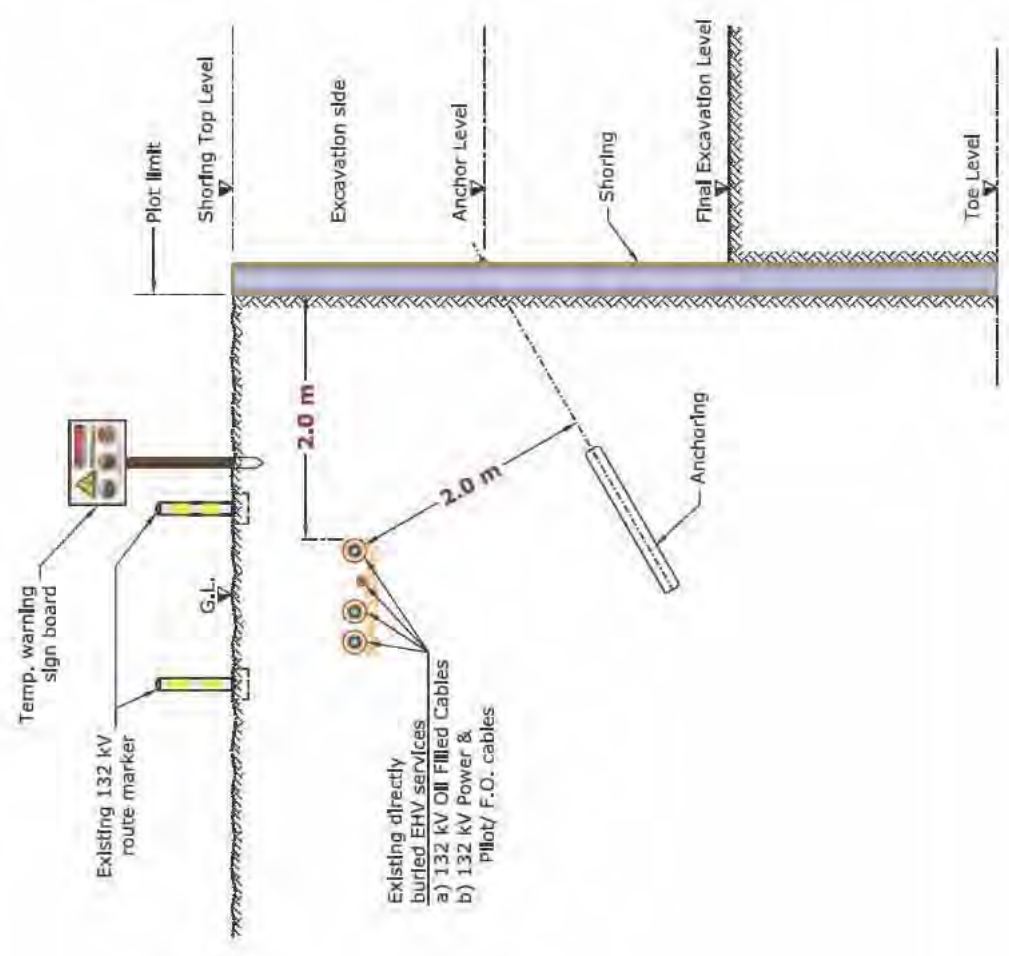 Temp. warning
sign board
Existing 132 kV
route marker
G.L.
Plot limit
Shoring Top Level
Excavation side
Anchor Level
Shoring
Final Excavation Level
Toe Level
2.0 m
2.0 m
Anchoring
Existing directly
buried EHV services
a) 132 kV Oil Filled Cables
b) 132 kV Power &
Pilot/ F.O. cables